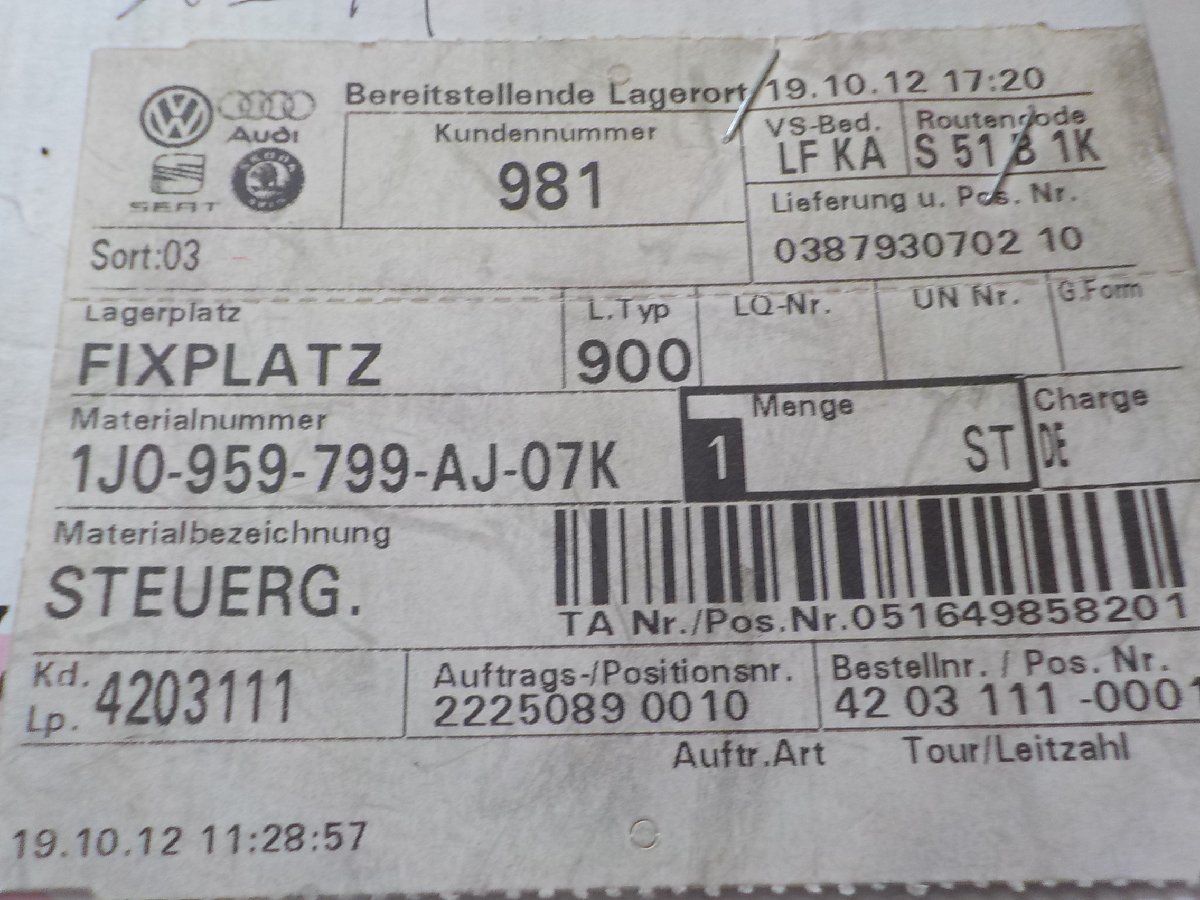 Bereitstellende Lagerort 19.10.12 17:20
AUDI
SEAT
SKODA
Kundennummer
981
VS-Bed.
LF KA
Routencode
S 51 B 1K
Lieferung u. Pos. Nr.
0387930702 10
Sort:03
Lagerplatz
FIXPLATZ
L.Typ
900
LQ-Nr.
UN Nr.
G.Form
Materialnummer
1J0-959-799-AJ-07K
Menge
1 ST
Charge
DE
Materialbezeichnung
STEUERG.
TA Nr./Pos.Nr.051649858201
Kd.
Lp. 4203111
Auftrags-/Positionsnr.
22250890010
Bestellnr. / Pos. Nr.
42 03 111 -0001
Auftr.Art
Tour/Leitzahl
19.10.12 11:28:57